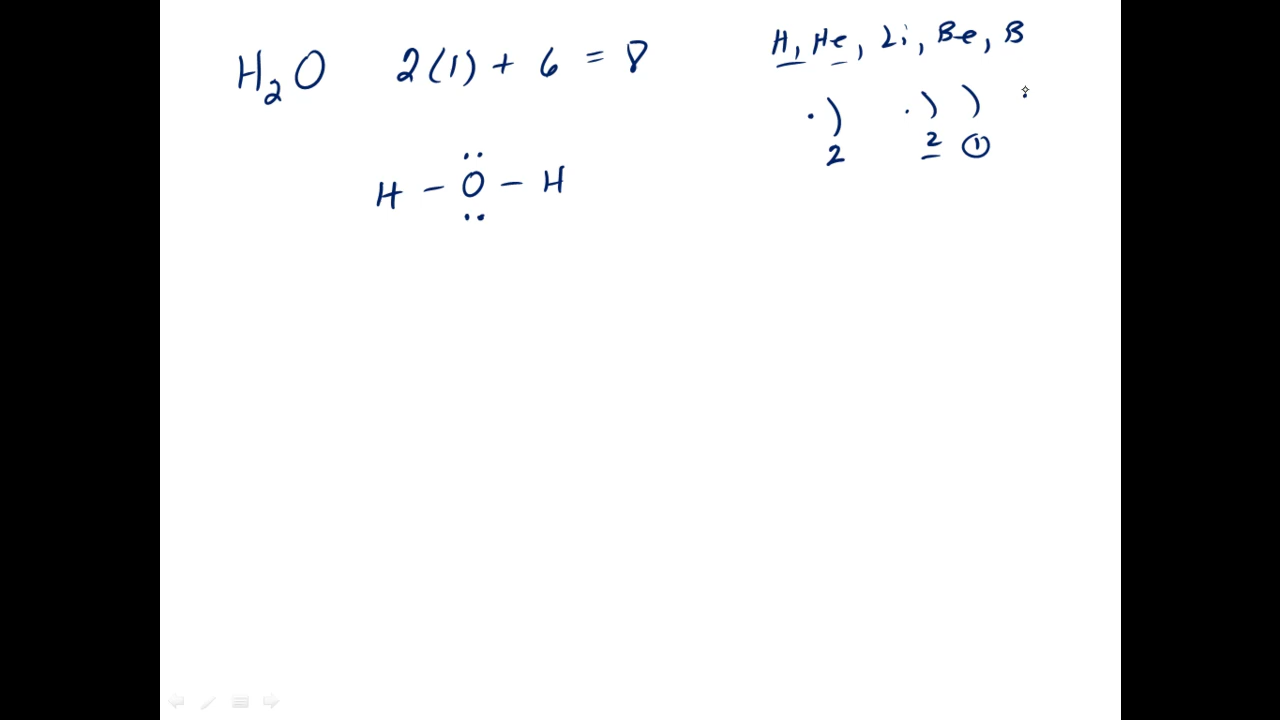 H₂O 2(1) + 6 = 8
H, He, Li, Be, B
·) ·) )
2 2 ①
H – Ö – H
··